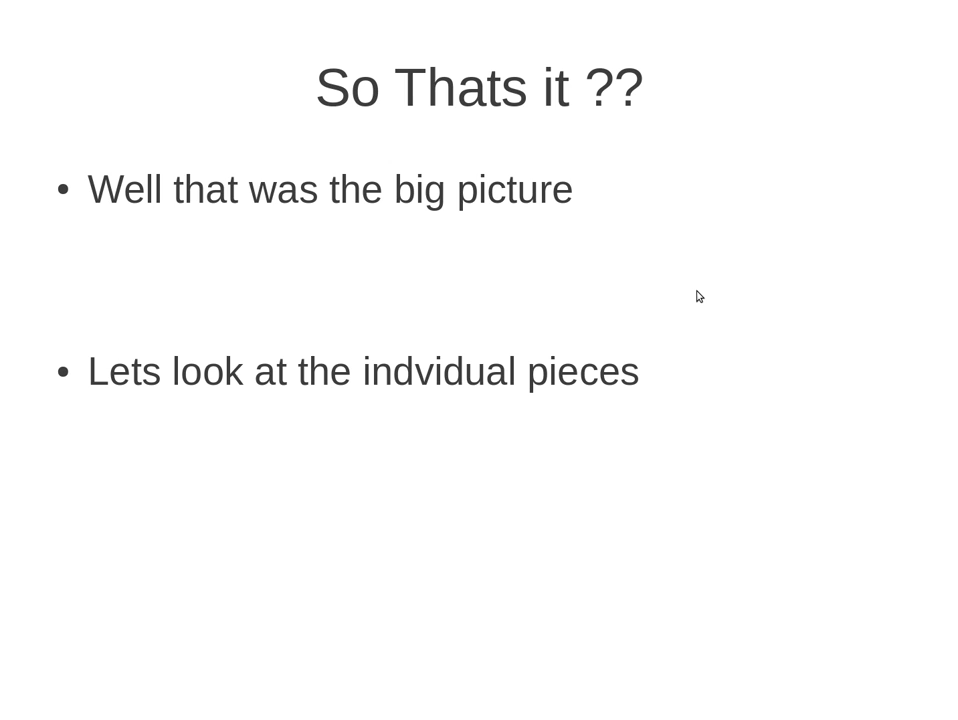 So Thats it ??
• Well that was the big picture
• Lets look at the indvidual pieces